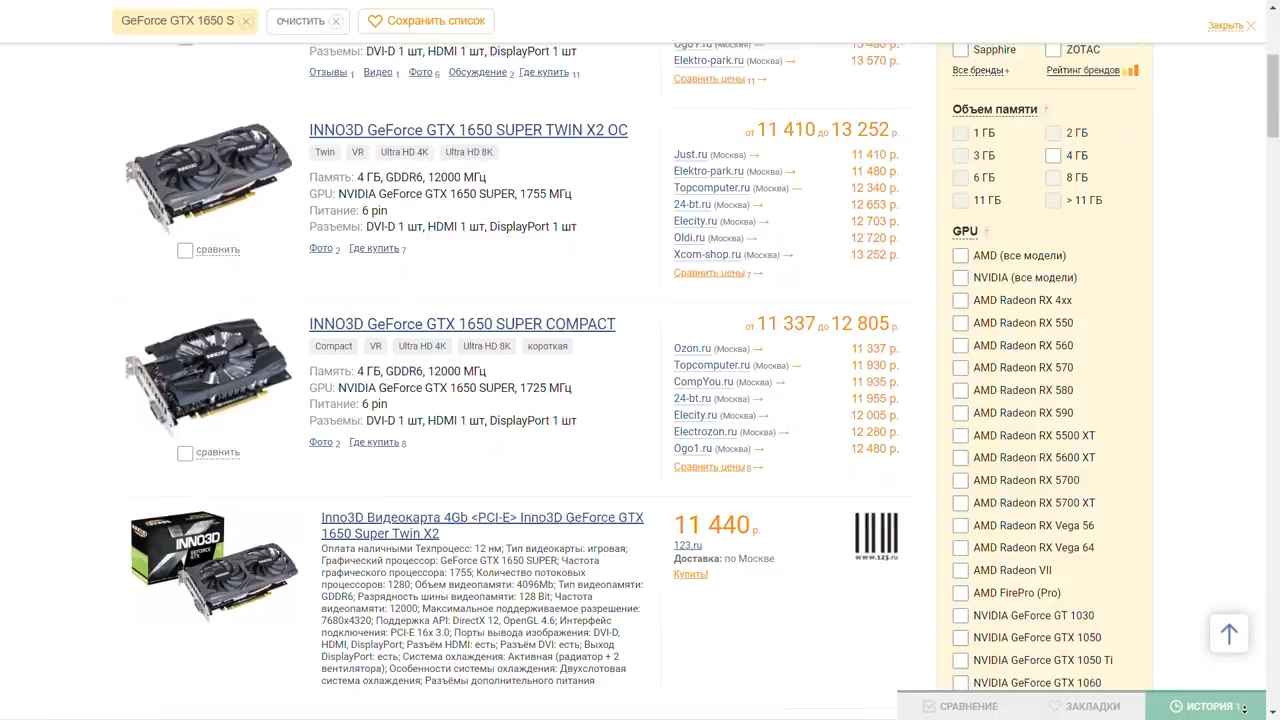 GeForce GTX 1650 S
ОЧИСТИТЬ
Сохранить список
Закрыть
Разъемы: DVI-D 1 шт, HDMI 1 шт, DisplayPort 1 шт
Отзывы 1 Видео 1 Фото 6 Обсуждение 2 Где купить 11
Elektro-park.ru (Москва) → 13 570 р.
Сравнить цены 11 →
INNO3D GeForce GTX 1650 SUPER TWIN X2 OC
Twin VR Ultra HD 4K Ultra HD 8K
Память: 4 ГБ, GDDR6, 12000 МГц
GPU: NVIDIA GeForce GTX 1650 SUPER, 1755 МГц
Питание: 6 pin
Разъемы: DVI-D 1 шт, HDMI 1 шт, DisplayPort 1 шт
Фото 2 Где купить 7
сравнить
от 11 410 до 13 252 р.
Just.ru (Москва) → 11 410 р.
Elektro-park.ru (Москва) → 11 480 р.
Topcomputer.ru (Москва) → 12 340 р.
24-bt.ru (Москва) → 12 653 р.
Elecity.ru (Москва) → 12 703 р.
Oldi.ru (Москва) → 12 720 р.
Xcom-shop.ru (Москва) → 13 252 р.
Сравнить цены 7 →
INNO3D GeForce GTX 1650 SUPER COMPACT
Compact VR Ultra HD 4K Ultra HD 8K короткая
Память: 4 ГБ, GDDR6, 12000 МГц
GPU: NVIDIA GeForce GTX 1650 SUPER, 1725 МГц
Питание: 6 pin
Разъемы: DVI-D 1 шт, HDMI 1 шт, DisplayPort 1 шт
Фото 2 Где купить 8
сравнить
от 11 337 до 12 805 р.
Ozon.ru (Москва) → 11 337 р.
Topcomputer.ru (Москва) → 11 930 р.
CompYou.ru (Москва) → 11 935 р.
24-bt.ru (Москва) → 11 955 р.
Elecity.ru (Москва) → 12 005 р.
Electrozon.ru (Москва) → 12 280 р.
Ogo1.ru (Москва) → 12 480 р.
Сравнить цены 8 →
INNO3D
Inno3D Видеокарта 4Gb <PCI-E> Inno3D GeForce GTX
1650 Super Twin X2
Оплата наличными Техпроцесс: 12 нм; Тип видеокарты: игровая;
Графический процессор: GeForce GTX 1650 SUPER; Частота
графического процессора: 1755; Количество потоковых
процессоров: 1280; Объем видеопамяти: 4096Mb; Тип видеопамяти:
GDDR6; Разрядность шины видеопамяти: 128 Bit; Частота
видеопамяти: 12000; Максимальное поддерживаемое разрешение:
7680x4320; Поддержка API: DirectX 12, OpenGL 4.6; Интерфейс
подключения: PCI-E 16x 3.0; Порты вывода изображения: DVI-D,
HDMI, DisplayPort; Разъём HDMI: есть; Разъём DVI: есть; Выход
DisplayPort: есть; Система охлаждения: Активная (радиатор + 2
вентилятора); Особенности системы охлаждения: Двухслотовая
система охлаждения; Разъёмы дополнительного питания
11 440 р.
123.ru
Доставка: по Москве
Купить!
www.123.ru
Sapphire ZOTAC
Все бренды + Рейтинг брендов
Объем памяти ?
1 ГБ 2 ГБ
3 ГБ 4 ГБ
6 ГБ 8 ГБ
11 ГБ > 11 ГБ
GPU ?
AMD (все модели)
NVIDIA (все модели)
AMD Radeon RX 4xx
AMD Radeon RX 550
AMD Radeon RX 560
AMD Radeon RX 570
AMD Radeon RX 580
AMD Radeon RX 590
AMD Radeon RX 5500 XT
AMD Radeon RX 5600 XT
AMD Radeon RX 5700
AMD Radeon RX 5700 XT
AMD Radeon RX Vega 56
AMD Radeon RX Vega 64
AMD Radeon VII
AMD FirePro (Pro)
NVIDIA GeForce GT 1030
NVIDIA GeForce GTX 1050
NVIDIA GeForce GTX 1050 Ti
NVIDIA GeForce GTX 1060
СРАВНЕНИЕ ЗАКЛАДКИ ИСТОРИЯ